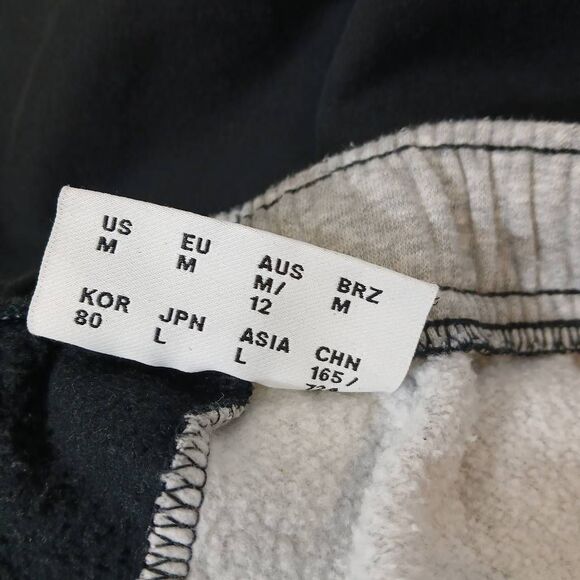 US EU AUS BRZ
M M M/ M
12
KOR JPN ASIA CHN
80 L L 165/